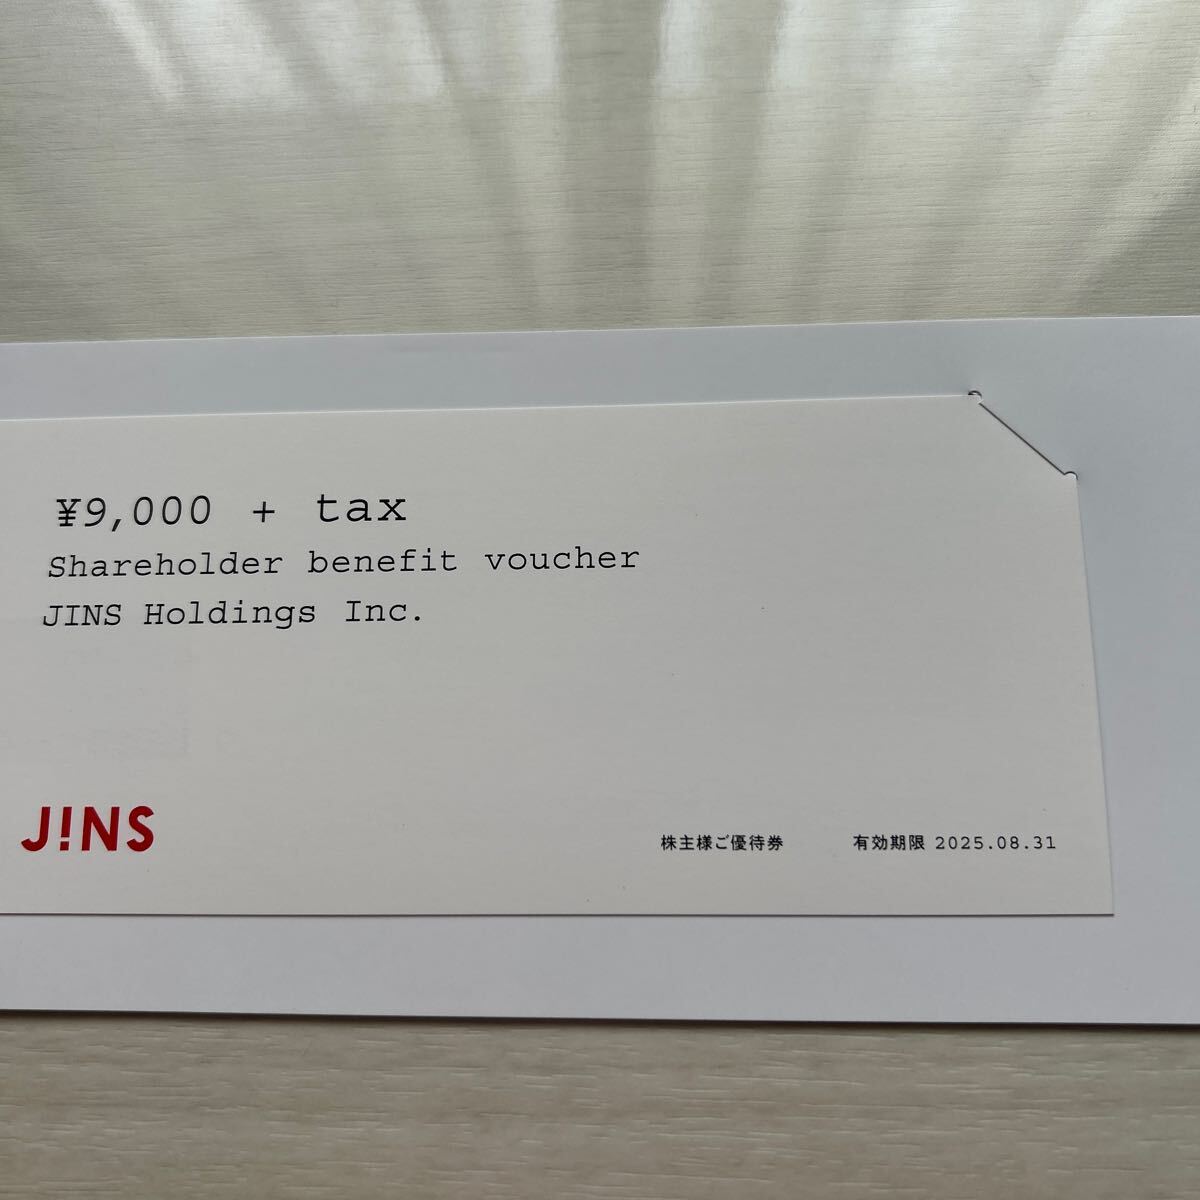 ¥9,000 + tax
Shareholder benefit voucher
JINS Holdings Inc.
J!NS
株主様ご優待券 有効期限 2025.08.31